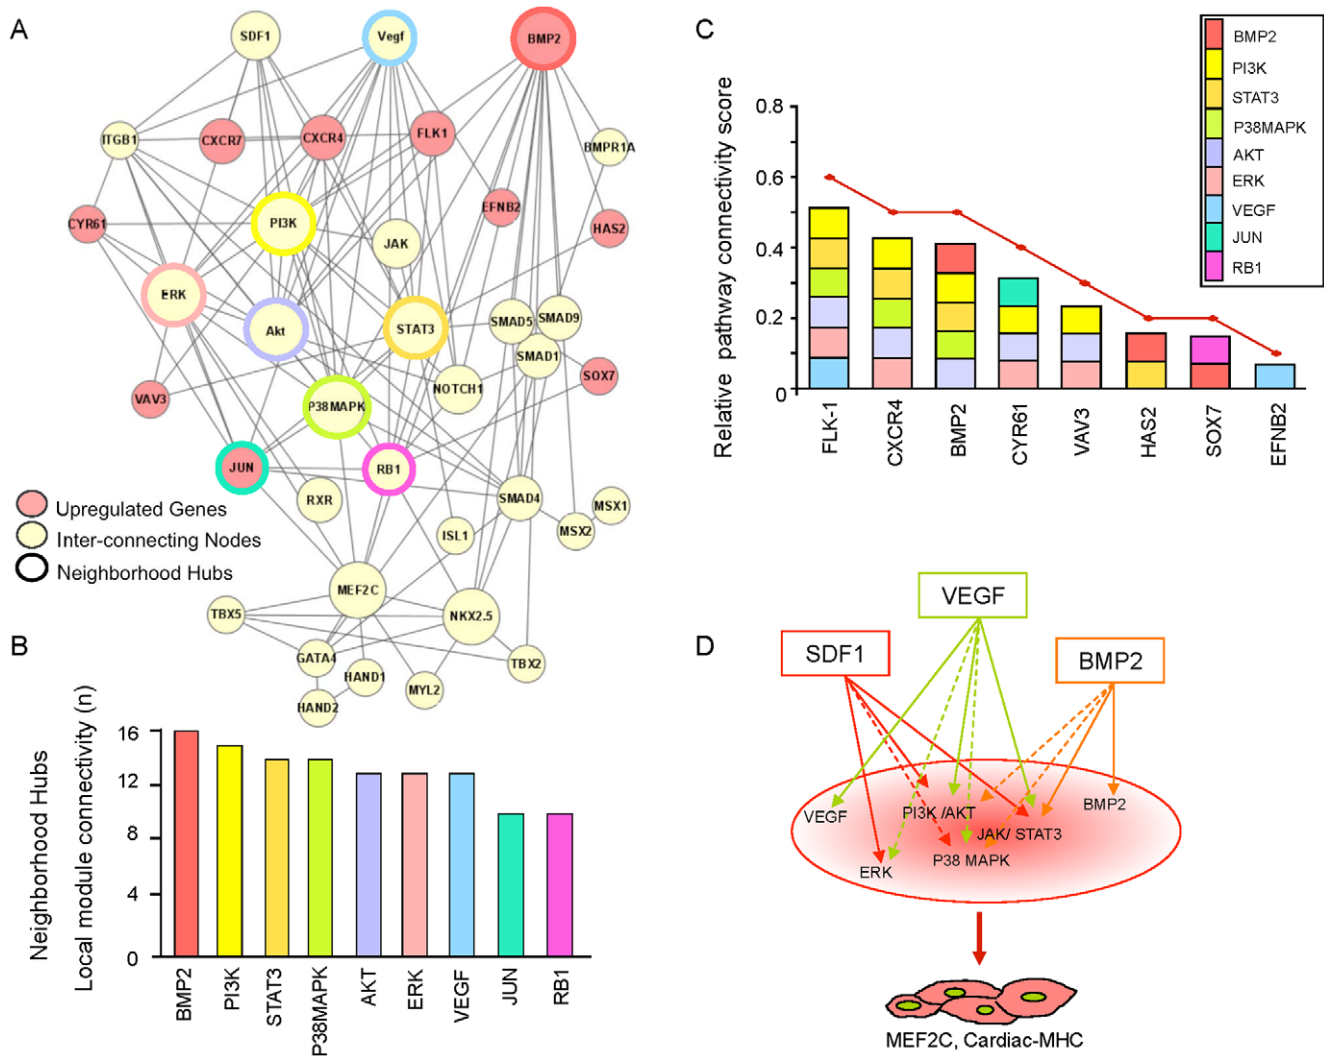 A
SDF1
Vegf
BMP2
ITGB1
CXCR7
CXCR4
FLK1
BMPR1A
CYR61
PI3K
JAK
EFNB2
HAS2
ERK
Akt
STAT3
SMAD5
SMAD9
SMAD1
VAV3
P38MAPK
NOTCH1
SOX7
JUN
RB1
RXR
SMAD4
MSX1
ISL1
MSX2
Upregulated Genes
Inter-connecting Nodes
Neighborhood Hubs
MEF2C
TBX5
NKX2.5
GATA4
HAND1
TBX2
MYL2
HAND2
B
Neighborhood Hubs
Local module connectivity (n)
16
12
8
4
0
BMP2
PI3K
STAT3
P38MAPK
AKT
ERK
VEGF
JUN
RB1
C
Relative pathway connectivity score
0.8
0.6
0.4
0.2
0
FLK-1
CXCR4
BMP2
CYR61
VAV3
HAS2
SOX7
EFNB2
BMP2
PI3K
STAT3
P38MAPK
AKT
ERK
VEGF
JUN
RB1
D
VEGF
SDF1
BMP2
VEGF
PI3K /AKT
BMP2
JAK/ STAT3
P38 MAPK
ERK
MEF2C, Cardiac-MHC